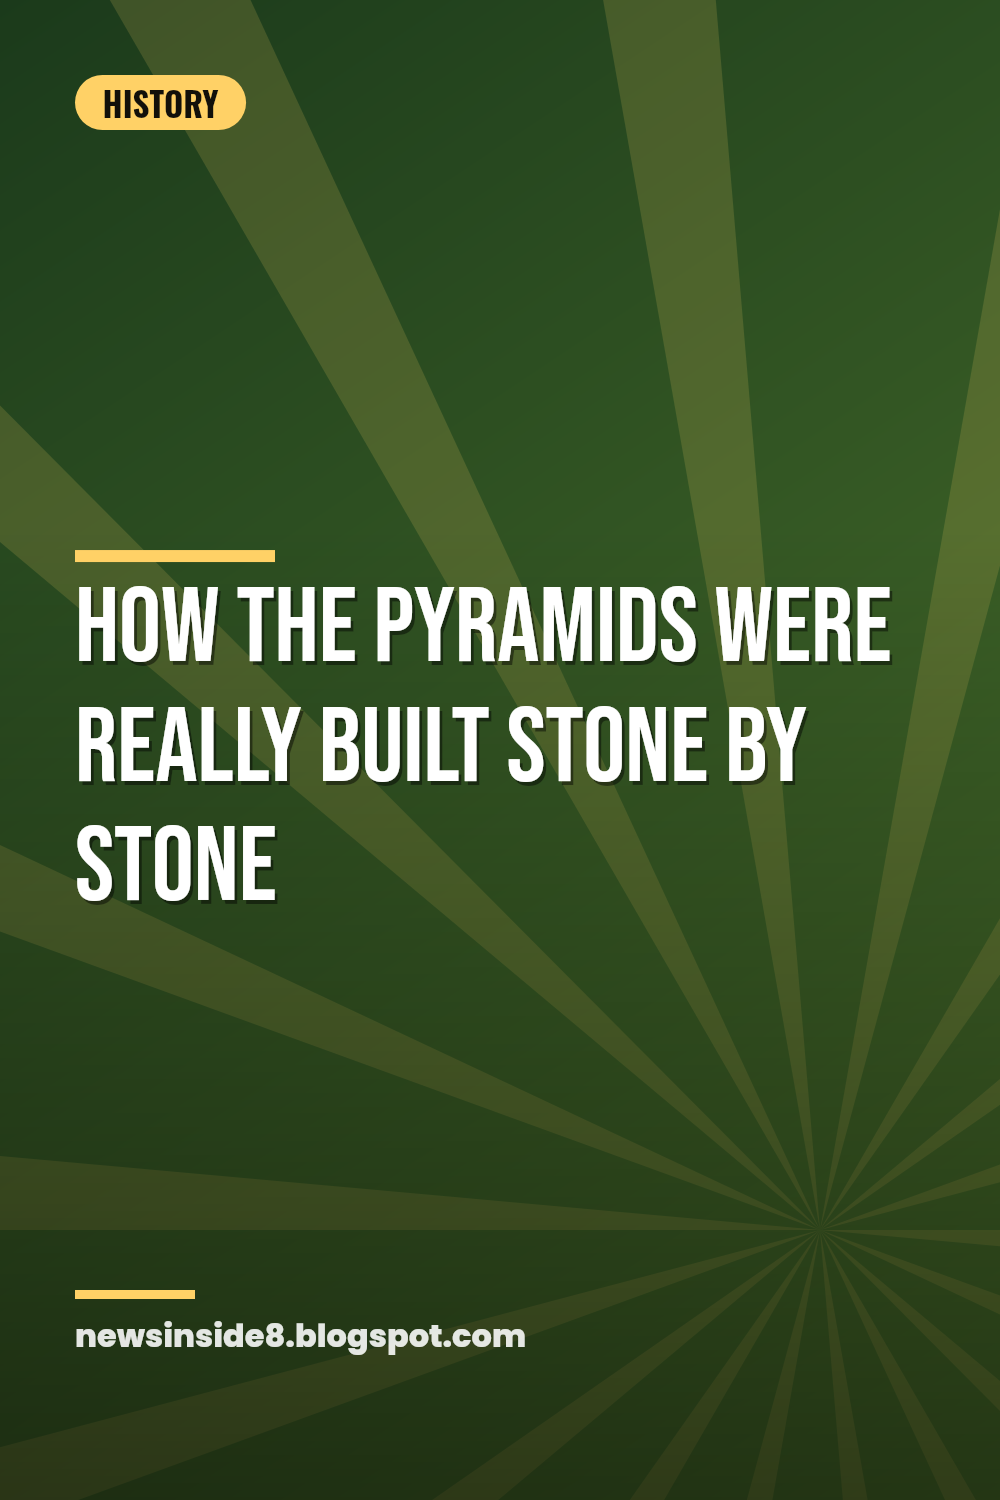 HISTORY
HOW THE PYRAMIDS WERE
REALLY BUILT STONE BY
STONE
newsinside8.blogspot.com